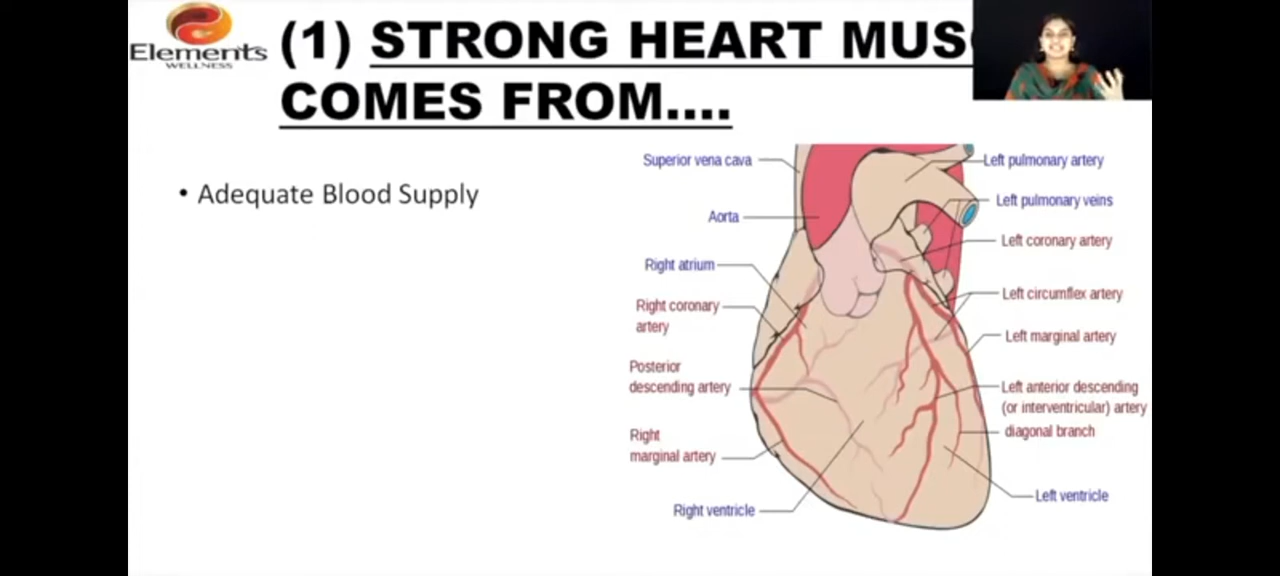 Elements
WELLNESS
(1) STRONG HEART
COMES FROM....
• Adequate Blood Supply
Superior vena cava
Aorta
Right atrium
Right coronary
artery
Posterior
descending artery
Right
marginal artery
Right ventricle
Left pulmonary artery
Left pulmonary veins
Left coronary artery
Left circumflex artery
Left marginal artery
Left anterior descending
(or interventricular) artery
diagonal branch
Left ventricle